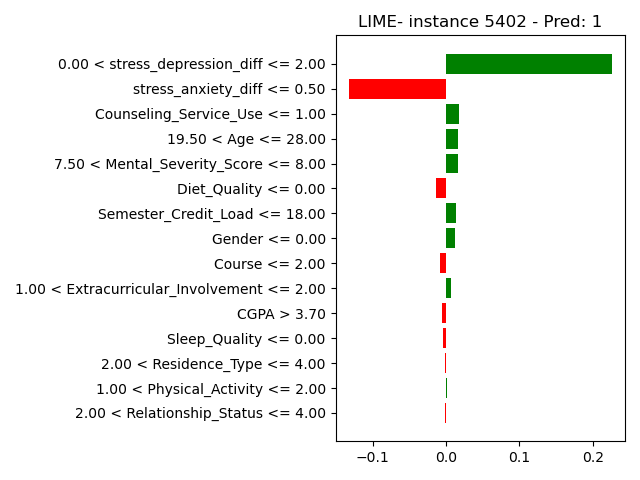 LIME- instance 5402 - Pred: 1
0.00 < stress_depression_diff <= 2.00
stress_anxiety_diff <= 0.50
Counseling_Service_Use <= 1.00
19.50 < Age <= 28.00
7.50 < Mental_Severity_Score <= 8.00
Diet_Quality <= 0.00
Semester_Credit_Load <= 18.00
Gender <= 0.00
Course <= 2.00
1.00 < Extracurricular_Involvement <= 2.00
CGPA > 3.70
Sleep_Quality <= 0.00
2.00 < Residence_Type <= 4.00
1.00 < Physical_Activity <= 2.00
2.00 < Relationship_Status <= 4.00
−0.1 0.0 0.1 0.2